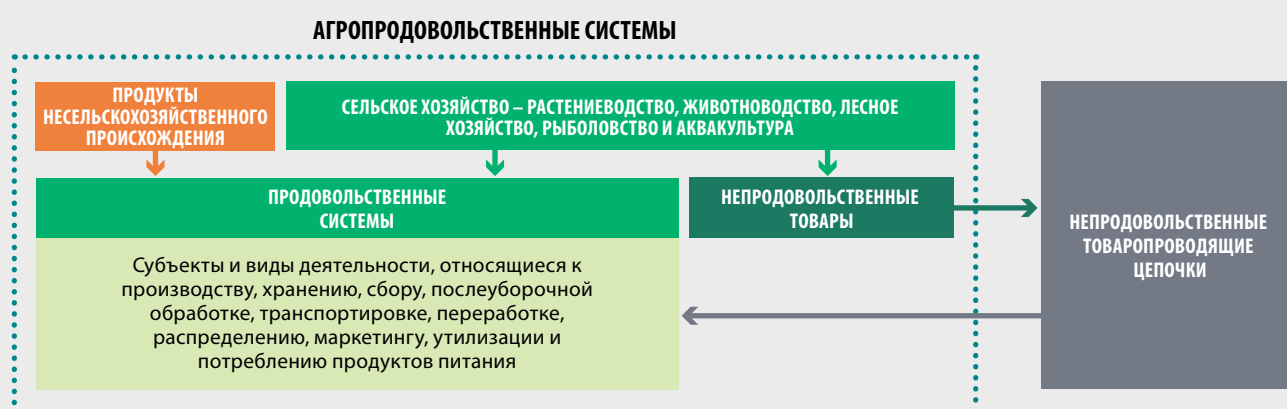 АГРОПРОДОВОЛЬСТВЕННЫЕ СИСТЕМЫ
ПРОДУКТЫ
НЕСЕЛЬСКОХОЗЯЙСТВЕННОГО
ПРОИСХОЖДЕНИЯ
СЕЛЬСКОЕ ХОЗЯЙСТВО – РАСТЕНИЕВОДСТВО, ЖИВОТНОВОДСТВО, ЛЕСНОЕ
ХОЗЯЙСТВО, РЫБОЛОВСТВО И АКВАКУЛЬТУРА
ПРОДОВОЛЬСТВЕННЫЕ
СИСТЕМЫ
НЕПРОДОВОЛЬСТВЕННЫЕ
ТОВАРЫ
Субъекты и виды деятельности, относящиеся к
производству, хранению, сбору, послеуборочной
обработке, транспортировке, переработке,
распределению, маркетингу, утилизации и
потреблению продуктов питания
НЕПРОДОВОЛЬСТВЕННЫЕ
ТОВАРОПРОВОДЯЩИЕ
ЦЕПОЧКИ